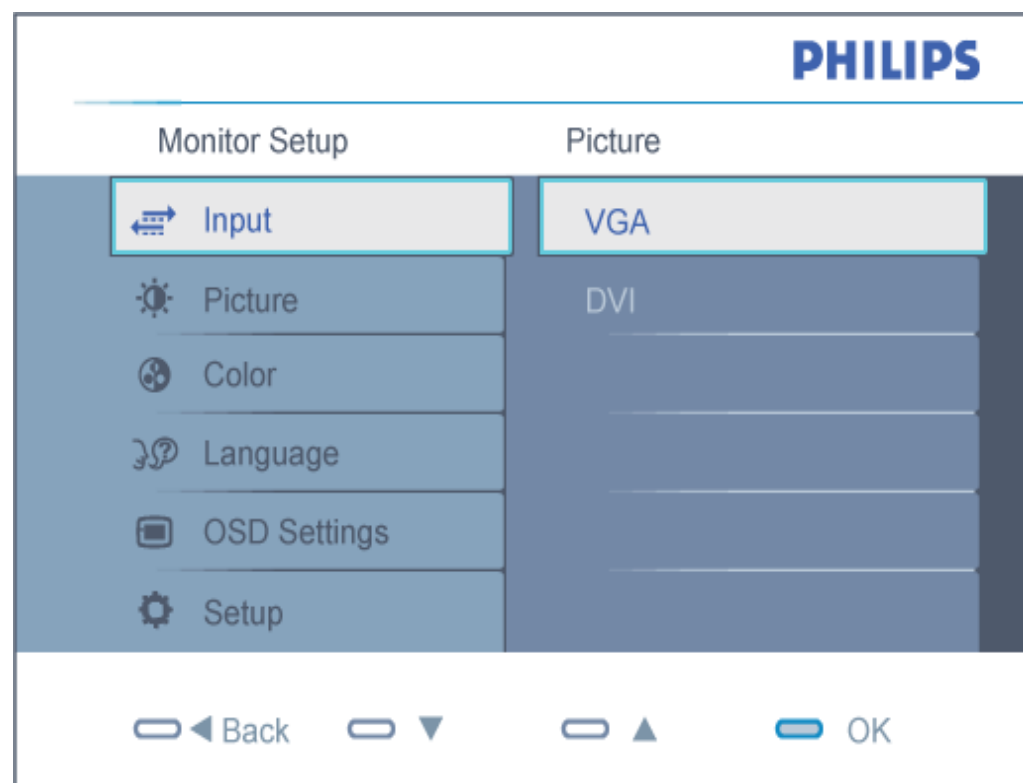 PHILIPS
Monitor Setup Picture
Input VGA
Picture DVI
Color
Language
OSD Settings
Setup
Back OK